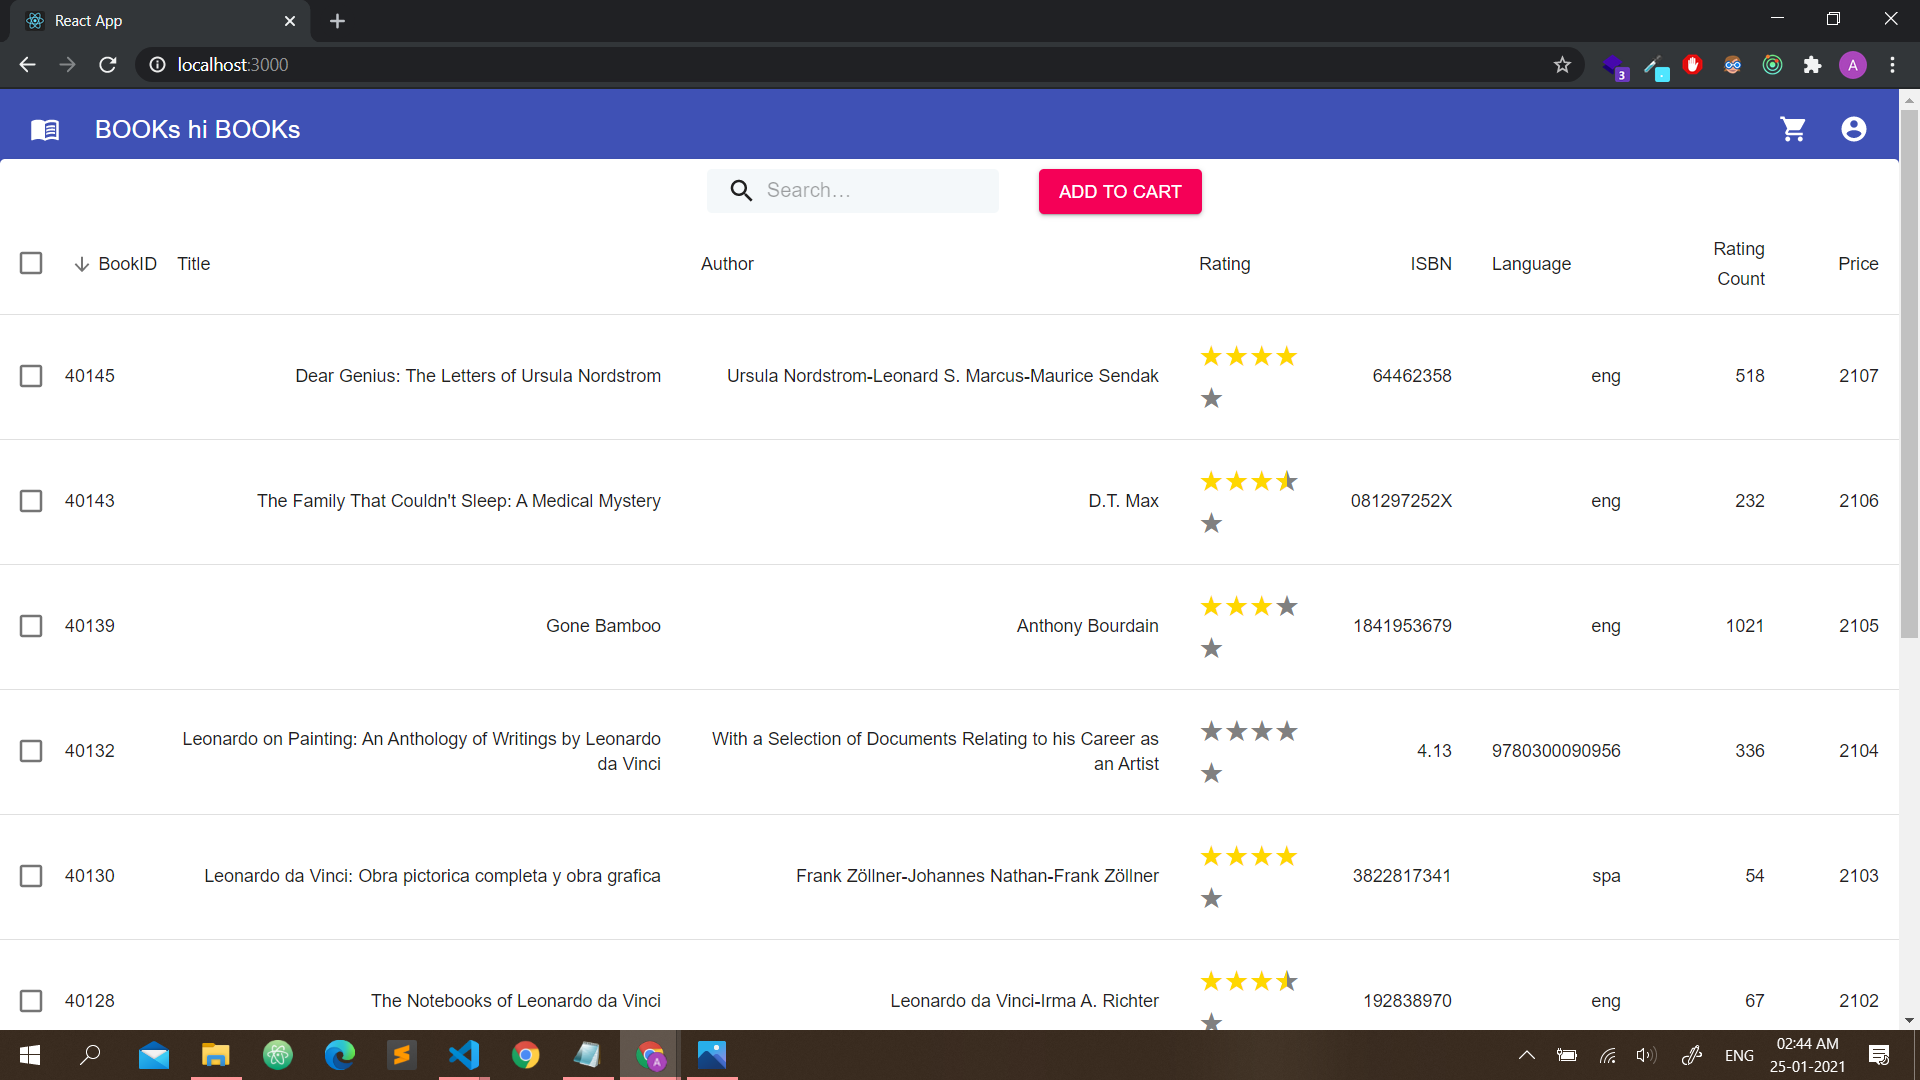 React App
localhost:3000
3
A
BOOKs hi BOOKs
Search…
ADD TO CART
BookID Title Author Rating ISBN Language Rating Count Price
40145 Dear Genius: The Letters of Ursula Nordstrom Ursula Nordstrom-Leonard S. Marcus-Maurice Sendak 64462358 eng 518 2107
40143 The Family That Couldn't Sleep: A Medical Mystery D.T. Max 081297252X eng 232 2106
40139 Gone Bamboo Anthony Bourdain 1841953679 eng 1021 2105
40132 Leonardo on Painting: An Anthology of Writings by Leonardo da Vinci With a Selection of Documents Relating to his Career as an Artist 4.13 9780300090956 336 2104
40130 Leonardo da Vinci: Obra pictorica completa y obra grafica Frank Zöllner-Johannes Nathan-Frank Zöllner 3822817341 spa 54 2103
40128 The Notebooks of Leonardo da Vinci Leonardo da Vinci-Irma A. Richter 192838970 eng 67 2102
A
ENG
02:44 AM
25-01-2021